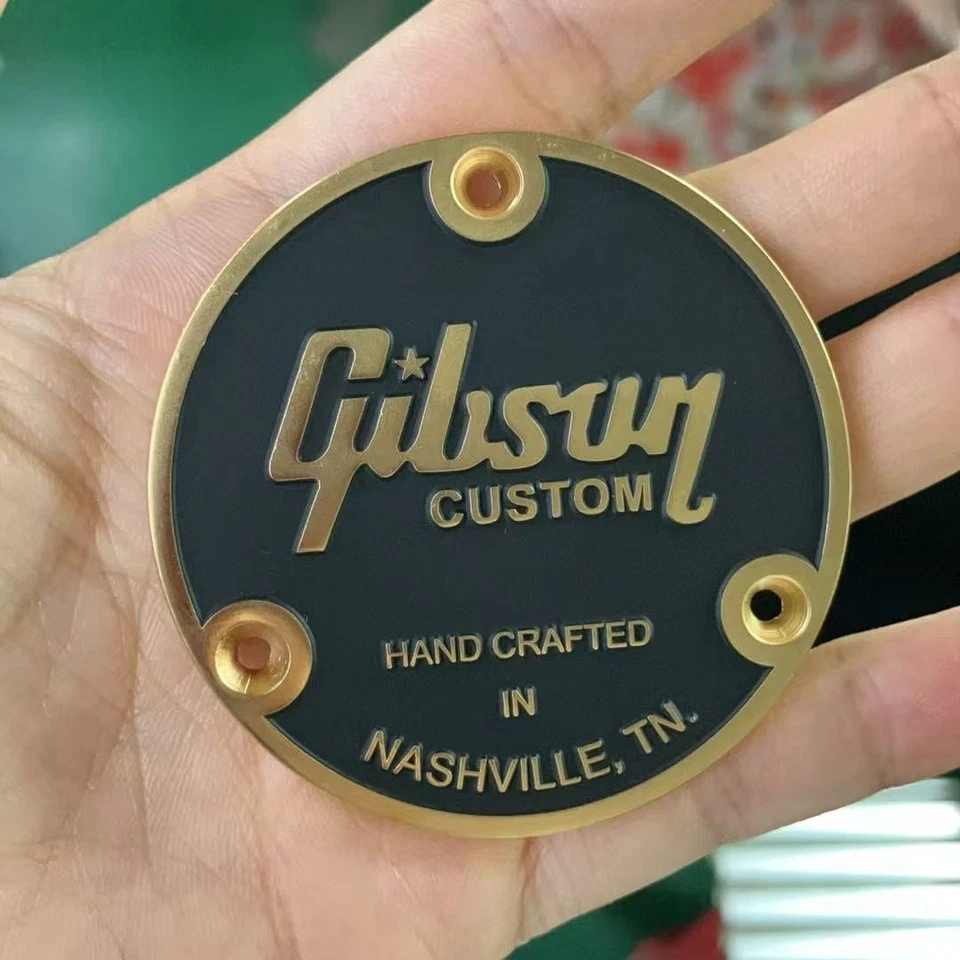 Gibson
CUSTOM
HAND CRAFTED
IN
NASHVILLE, TN.